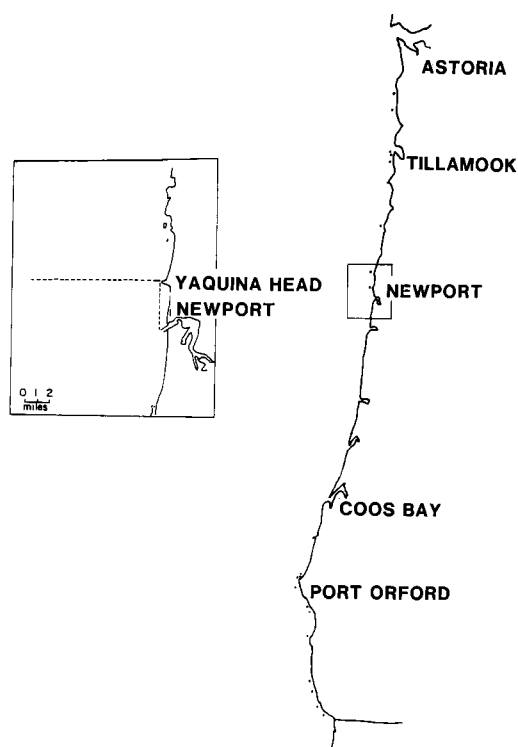 ASTORIA
TILLAMOOK
YAQUINA HEAD
NEWPORT
NEWPORT
0 1 2
miles
COOS BAY
PORT ORFORD